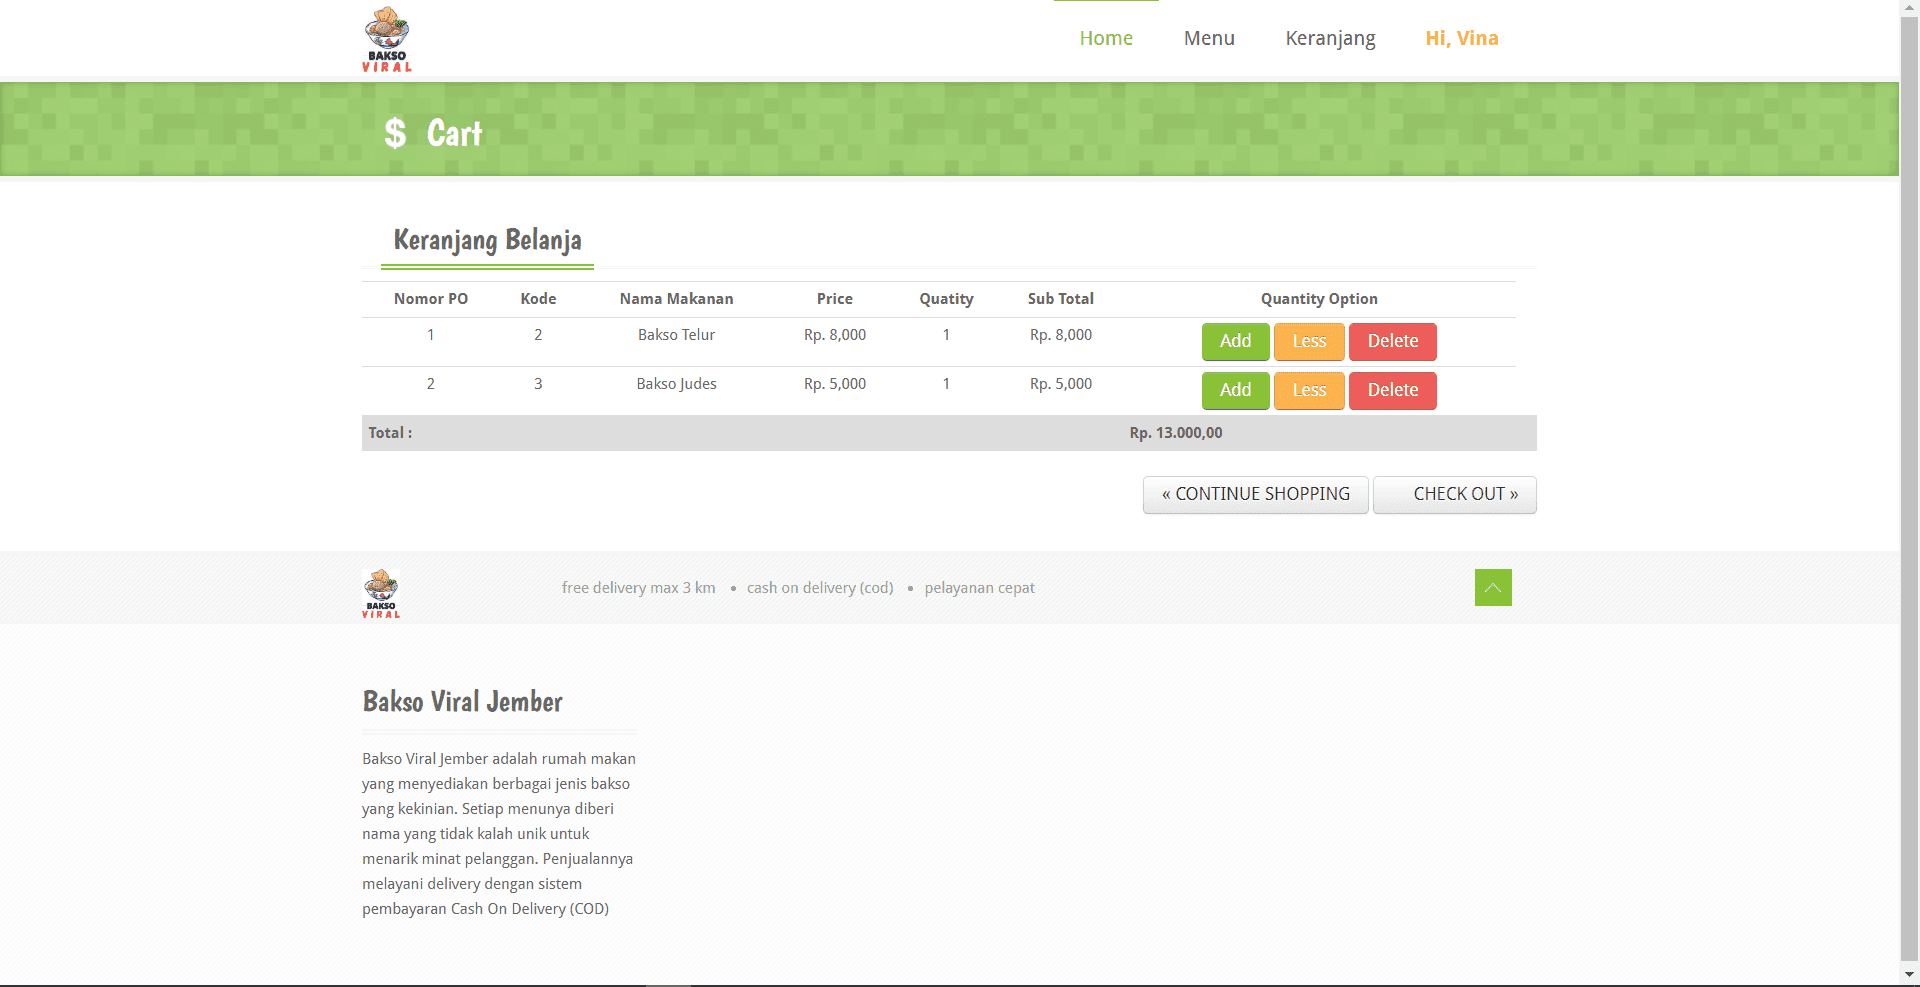 BAKSO
VIRAL
Home Menu Keranjang Hi, Vina
$ Cart
Keranjang Belanja
Nomor PO Kode Nama Makanan Price Quatity Sub Total Quantity Option
1 2 Bakso Telur Rp. 8,000 1 Rp. 8,000 Add Less Delete
2 3 Bakso Judes Rp. 5,000 1 Rp. 5,000 Add Less Delete
Total : Rp. 13.000,00
« CONTINUE SHOPPING CHECK OUT »
BAKSO
VIRAL
free delivery max 3 km • cash on delivery (cod) • pelayanan cepat
Bakso Viral Jember
Bakso Viral Jember adalah rumah makan
yang menyediakan berbagai jenis bakso
yang kekinian. Setiap menunya diberi
nama yang tidak kalah unik untuk
menarik minat pelanggan. Penjualannya
melayani delivery dengan sistem
pembayaran Cash On Delivery (COD)